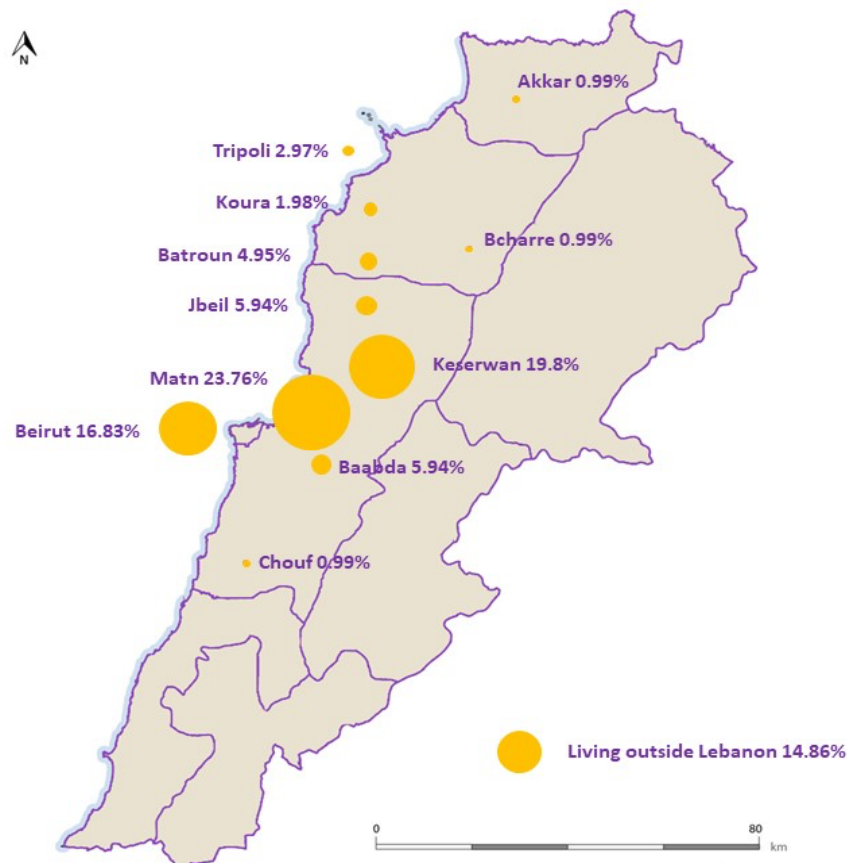 N
Akkar 0.99%
Tripoli 2.97%
Koura 1.98%
Bcharre 0.99%
Batroun 4.95%
Jbeil 5.94%
Keserwan 19.8%
Matn 23.76%
Beirut 16.83%
Baabda 5.94%
Chouf 0.99%
Living outside Lebanon 14.86%
0 80
km